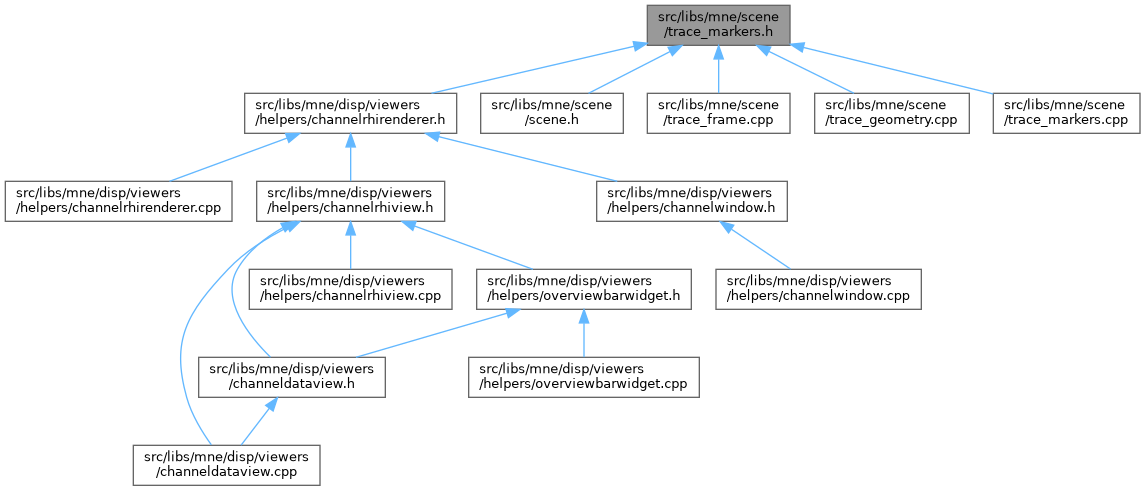 src/libs/mne/scene
/trace_markers.h
src/libs/mne/disp/viewers
/helpers/channelrhirenderer.h
src/libs/mne/scene
/scene.h
src/libs/mne/scene
/trace_frame.cpp
src/libs/mne/scene
/trace_geometry.cpp
src/libs/mne/scene
/trace_markers.cpp
src/libs/mne/disp/viewers
/helpers/channelrhirenderer.cpp
src/libs/mne/disp/viewers
/helpers/channelrhiview.h
src/libs/mne/disp/viewers
/helpers/channelwindow.h
src/libs/mne/disp/viewers
/helpers/channelrhiview.cpp
src/libs/mne/disp/viewers
/helpers/overviewbarwidget.h
src/libs/mne/disp/viewers
/helpers/channelwindow.cpp
src/libs/mne/disp/viewers
/channeldataview.h
src/libs/mne/disp/viewers
/helpers/overviewbarwidget.cpp
src/libs/mne/disp/viewers
/channeldataview.cpp